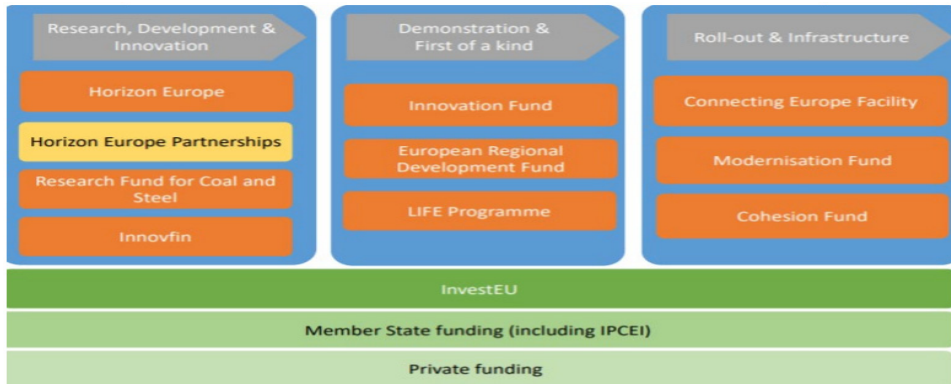 Research, Development &
Innovation
Horizon Europe
Horizon Europe Partnerships
Research Fund for Coal and
Steel
Innovfin
Demonstration &
First of a kind
Innovation Fund
European Regional
Development Fund
LIFE Programme
Roll-out & Infrastructure
Connecting Europe Facility
Modernisation Fund
Cohesion Fund
InvestEU
Member State funding (including IPCEI)
Private funding